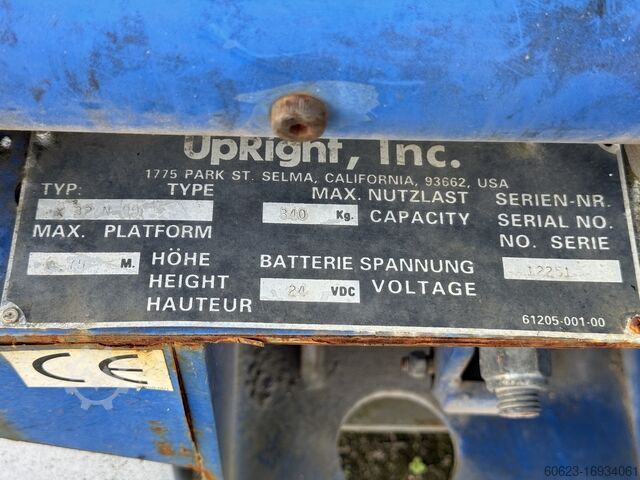 UpRight, Inc.
1775 PARK ST. SELMA, CALIFORNIA, 93662, USA
TYP: TYPE
MAX. NUTZLAST
340 Kg. CAPACITY
SERIEN-NR.
SERIAL NO.
NO. SERIE
12251
MAX. PLATFORM
M. HÖHE
HEIGHT
HAUTEUR
BATTERIE SPANNUNG
24 VDC VOLTAGE
61205-001-00
CE
60623-16934061